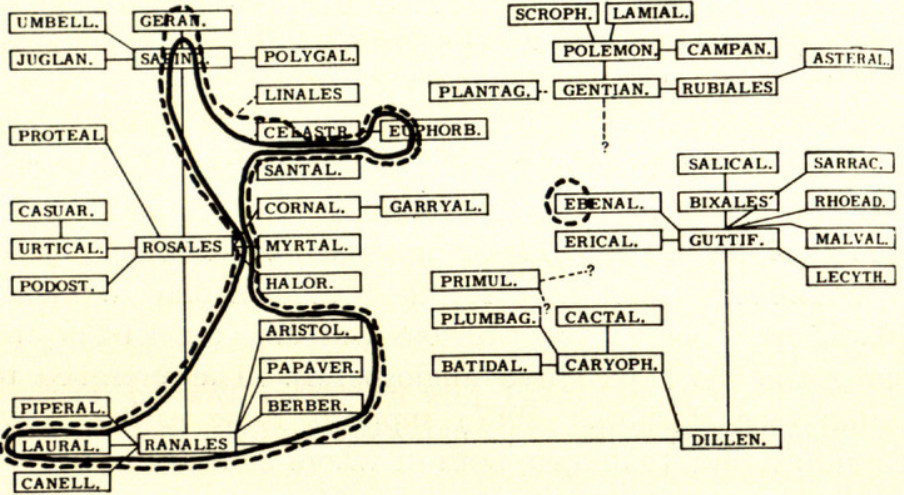 UMBELL.
GERAN.
JUGLAN.
SAPIND.
POLYGAL.
LINALES
PROTEAL
CELASTR.
EUPHORB.
SANTAL.
CASUAR.
CORNAL.
GARRYAL.
URTICAL.
ROSALES
MYRTAL.
PODOST.
HALOR.
ARISTOL.
PAPAVER.
PIPERAL.
BERBER.
LAURAL.
RANALES
CANELL.
SCROPH.
LAMIAL.
POLEMON.
CAMPAN.
ASTERAL.
PLANTAG.
GENTIAN.
RUBIALES
?
SALICAL.
SARRAC.
EBENAL.
BIXALES
RHOEAD.
ERICAL.
GUTTIF.
MALVAL.
PRIMUL.
?
LECYTH.
?
PLUMBAG.
CACTAL.
BATIDAL.
CARYOPH.
DILLEN.